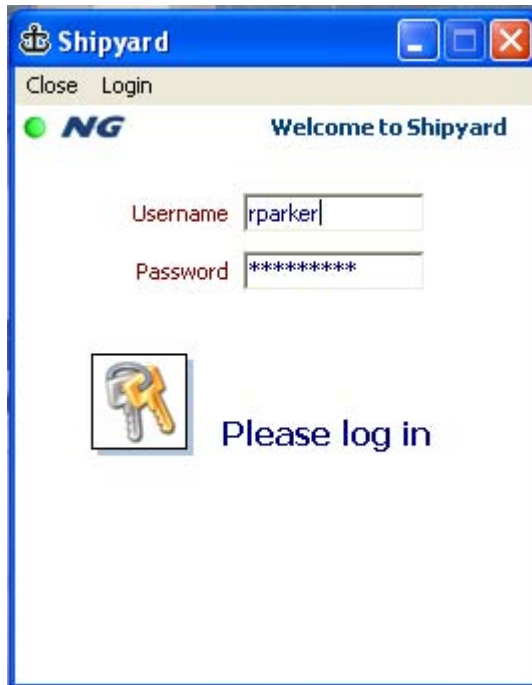 Shipyard
Close Login
NG Welcome to Shipyard
Username rparker
Password *********
Please log in